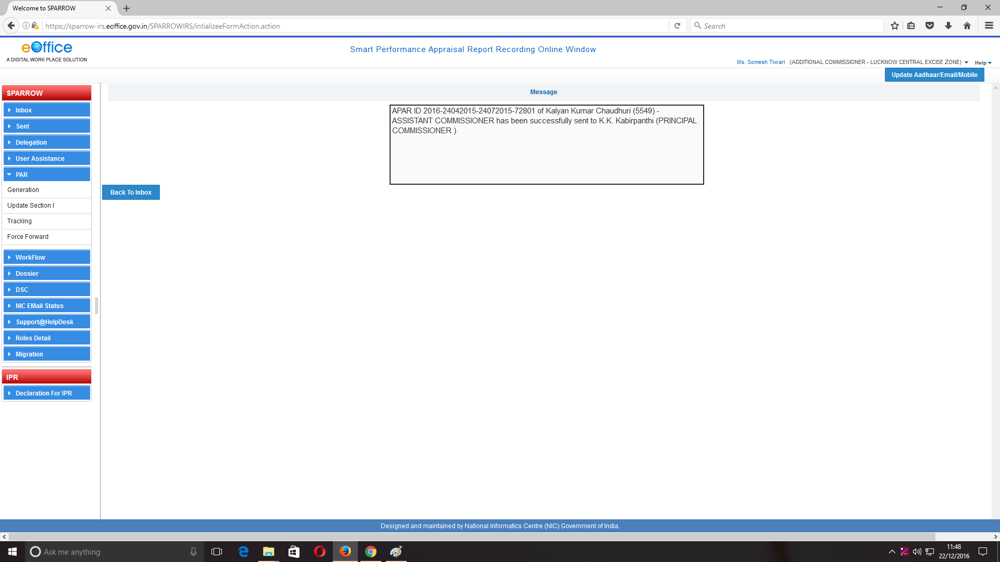 Welcome to SPARROW
https://sparrow-irs.eoffice.gov.in/SPARROWIRS/intializeeFormAction.action
Search
eOffice
A DIGITAL WORK PLACE SOLUTION
Smart Performance Appraisal Report Recording Online Window
Ms. Somesh Tiwari (ADDITIONAL COMMISSIONER - LUCKNOW CENTRAL EXCISE ZONE) Help
Update Aadhaar/Email/Mobile
SPARROW
Inbox
Sent
Delegation
User Assistance
PAR
Generation
Update Section I
Tracking
Force Forward
WorkFlow
Dossier
DSC
NIC EMail Status
Support@HelpDesk
Roles Detail
Migration
IPR
Declaration For IPR
Message
APAR ID 2016-24042015-24072015-72801 of Kalyan Kumar Chaudhuri (5549) -
ASSISTANT COMMISSIONER has been successfully sent to K.K. Kabirpanthi (PRINCIPAL
COMMISSIONER )
Back To Inbox
Designed and maintained by National Informatics Centre (NIC) Government of India.
Ask me anything
11:48
22/12/2016